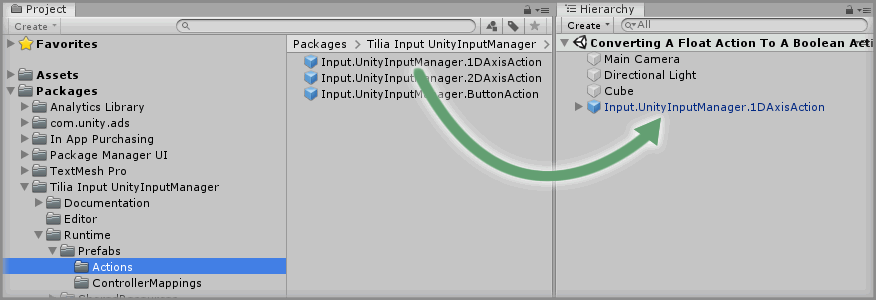 Project
Create
Favorites
Assets
Packages
Analytics Library
com.unity.ads
In App Purchasing
Package Manager UI
TextMesh Pro
Tilia Input UnityInputManager
Documentation
Editor
Runtime
Prefabs
Actions
ControllerMappings
Packages > Tilia Input UnityInputManager >
Input.UnityInputManager.1DAxisAction
Input.UnityInputManager.2DAxisAction
Input.UnityInputManager.ButtonAction
Hierarchy
Create All
Converting A Float Action To A Boolean Acti
Main Camera
Directional Light
Cube
Input.UnityInputManager.1DAxisAction